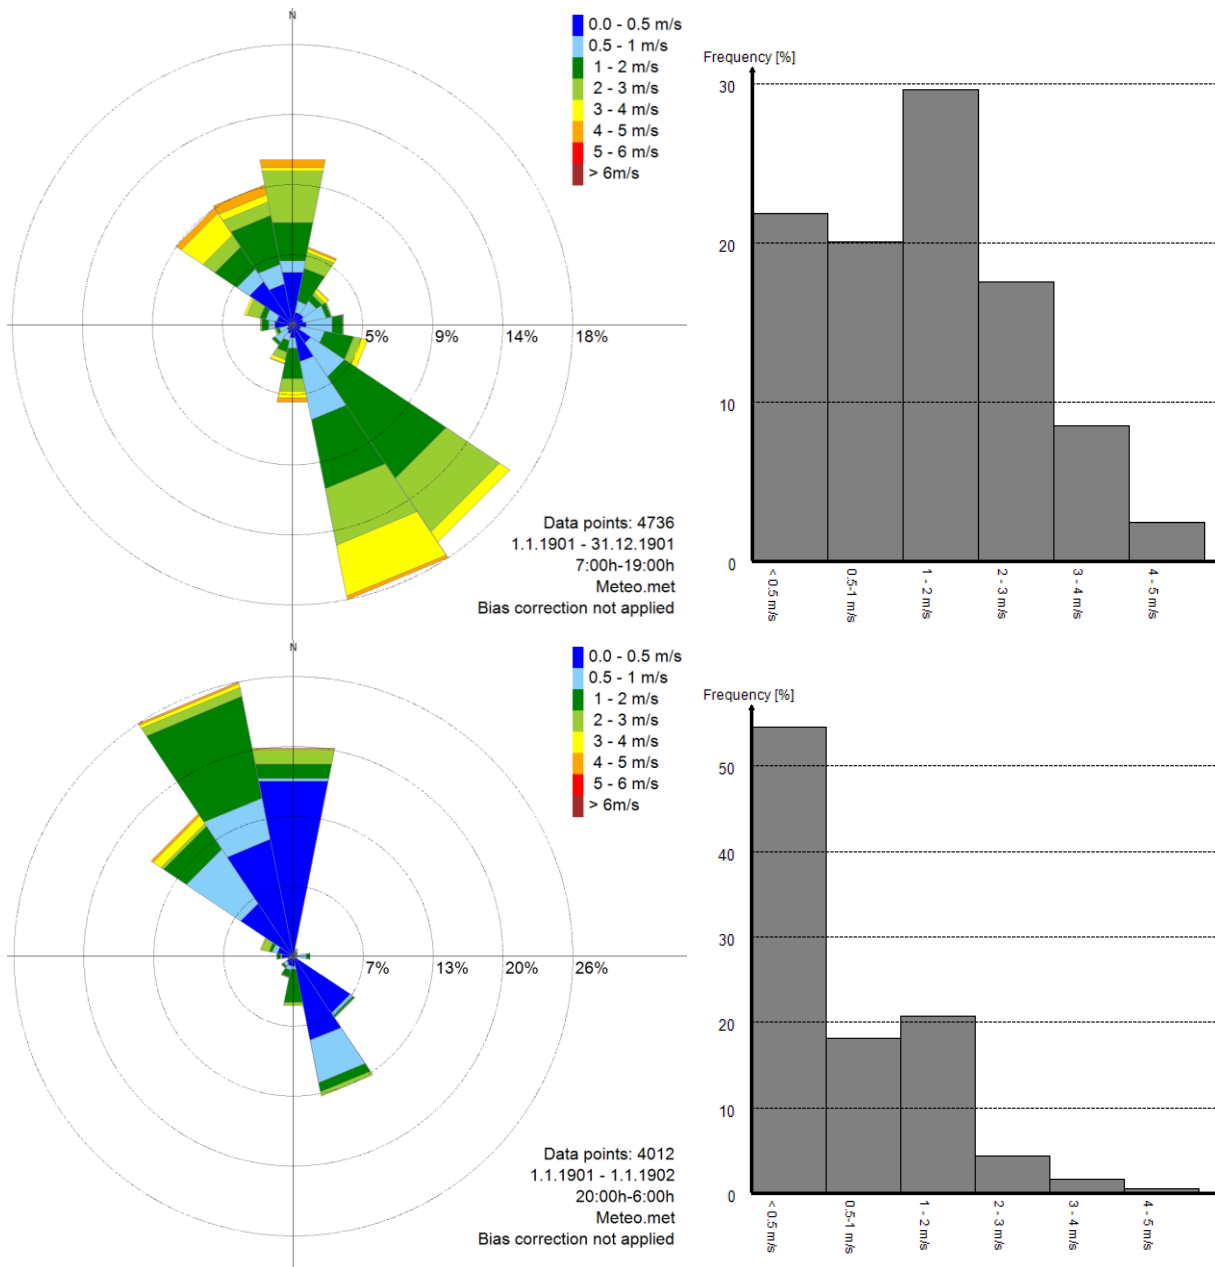 N
0.0 - 0.5 m/s
0.5 - 1 m/s
1 - 2 m/s
2 - 3 m/s
3 - 4 m/s
4 - 5 m/s
5 - 6 m/s
> 6m/s
5%
9%
14%
18%
Data points: 4736
1.1.1901 - 31.12.1901
7:00h-19:00h
Meteo.met
Bias correction not applied
Frequency [%]
30
20
10
0
< 0.5 m/s
0.5-1 m/s
1 - 2 m/s
2 - 3 m/s
3 - 4 m/s
4 - 5 m/s
N
0.0 - 0.5 m/s
0.5 - 1 m/s
1 - 2 m/s
2 - 3 m/s
3 - 4 m/s
4 - 5 m/s
5 - 6 m/s
> 6m/s
7%
13%
20%
26%
Data points: 4012
1.1.1901 - 1.1.1902
20:00h-6:00h
Meteo.met
Bias correction not applied
Frequency [%]
50
40
30
20
10
0
< 0.5 m/s
0.5-1 m/s
1 - 2 m/s
2 - 3 m/s
3 - 4 m/s
4 - 5 m/s